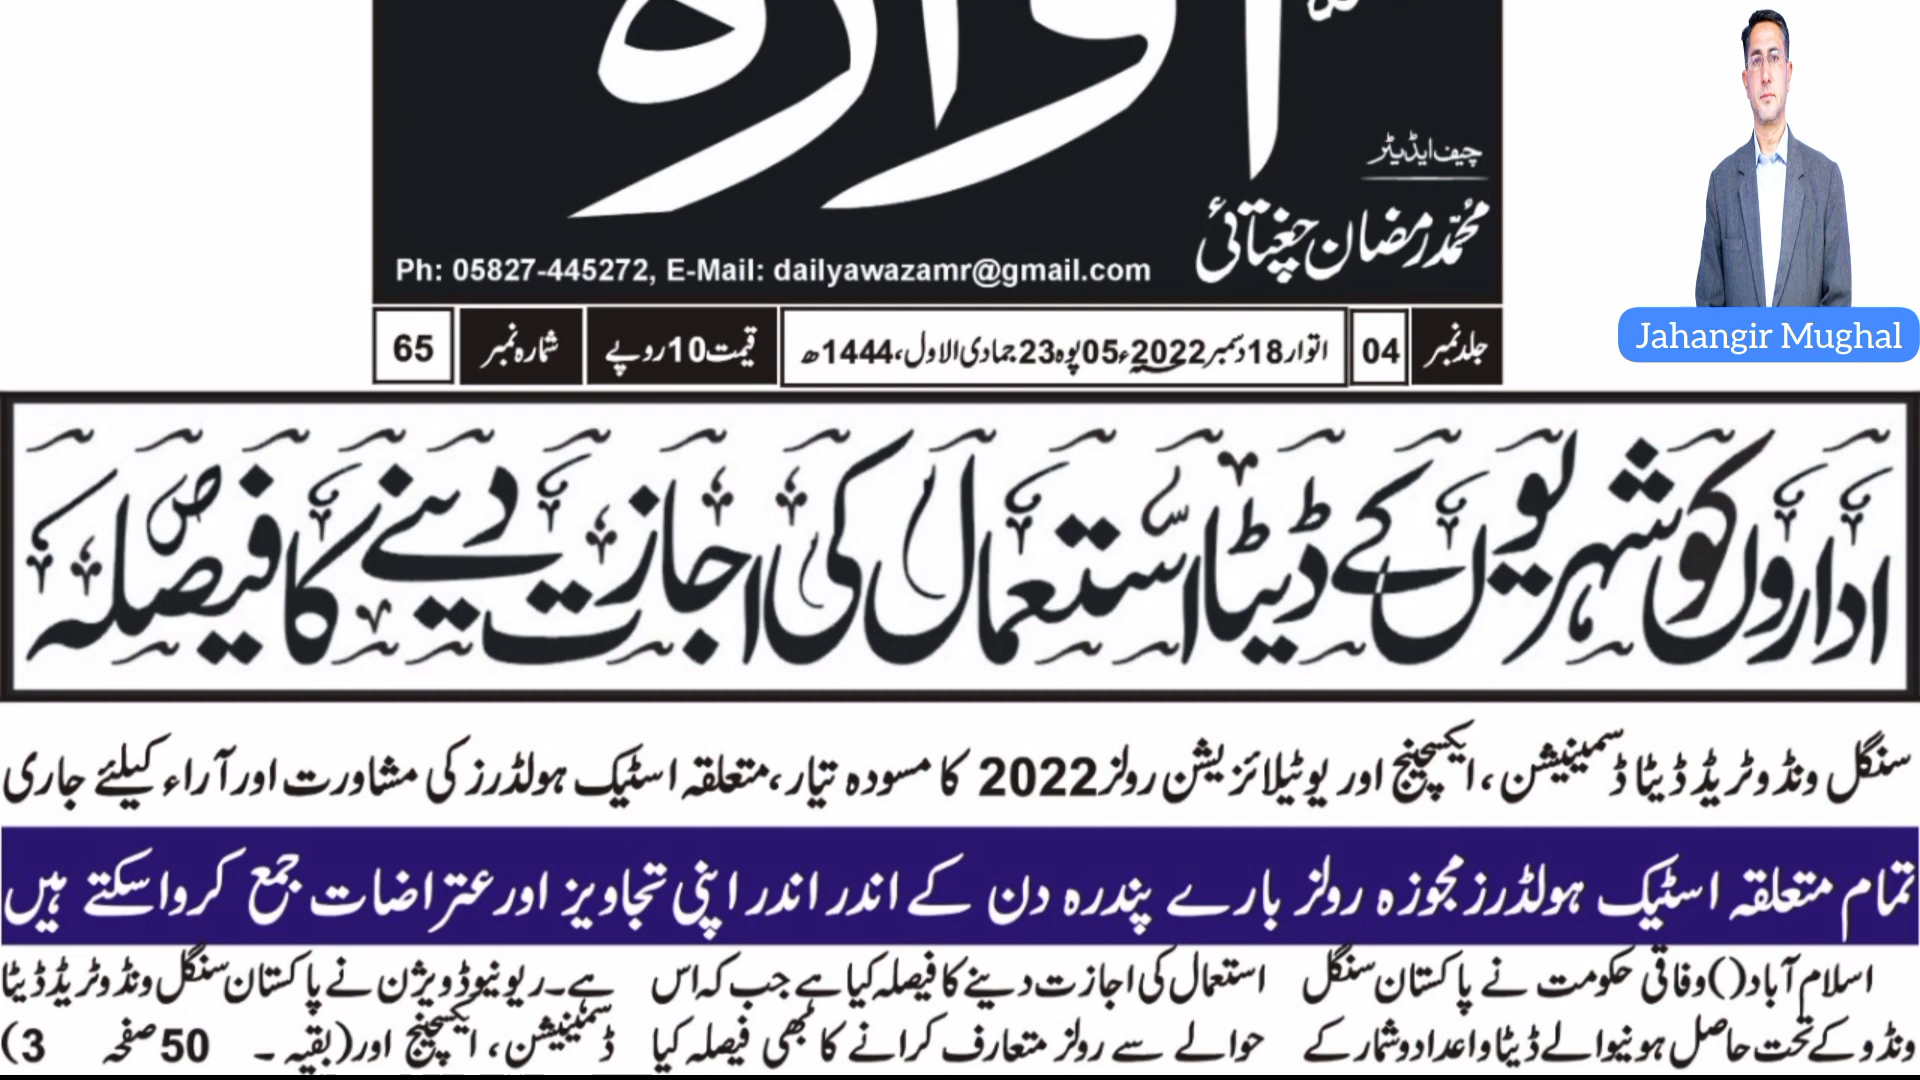 چیف ایڈیٹر
محمد رمضان چغتائی
Ph: 05827-445272, E-Mail: dailyawazamr@gmail.com
جلد نمبر 04 اتوار 18 دسمبر 2022ء 05 پوہ 23 جمادی الاول، 1444ھ قیمت 10 روپے شمارہ نمبر 65
Jahangir Mughal
اداروں کو شہریوں کے ڈیٹا استعمال کی اجازت دینے کا فیصلہ
سنگل ونڈو ٹریڈ ڈیٹا ڈسمینیشن، ایکسچینج اور یوٹیلائزیشن رولز 2022 کا مسودہ تیار، متعلقہ اسٹیک ہولڈرز کی مشاورت اور آراء کیلئے جاری
تمام متعلقہ اسٹیک ہولڈرز مجوزہ رولز بارے پندرہ دن کے اندر اندر اپنی تجاویز اور عتراضات جمع کرواسکتے ہیں
اسلام آباد() وفاقی حکومت نے پاکستان سنگل
ونڈو کے تحت حاصل ہونیوالے ڈیٹا و اعداد و شمار کے
استعمال کی اجازت دینے کا فیصلہ کیا ہے جب کہ اس
حوالے سے رولز متعارف کرانے کا بھی فیصلہ کیا
ہے۔ ریونیو ڈویژن نے پاکستان سنگل ونڈو ٹریڈ ڈیٹا
ڈسمینیشن، ایکسچینج اور (بقیہ ۔ 50 صفحہ 3)